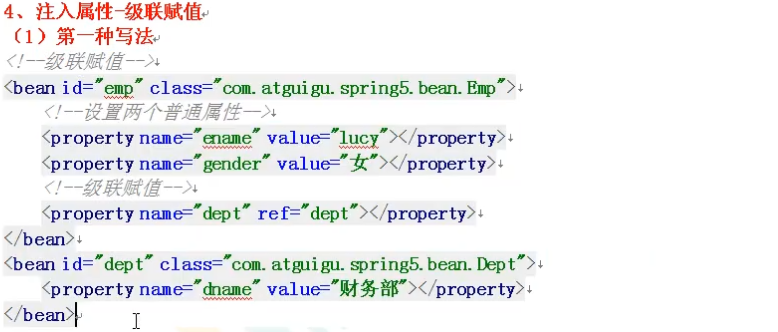 4、注入属性-级联赋值
（1）第一种写法
<!--级联赋值-->
<bean id="emp" class="com.atguigu.spring5.bean.Emp">
<!--设置两个普通属性-->
<property name="ename" value="lucy"></property>
<property name="gender" value="女"></property>
<!--级联赋值-->
<property name="dept" ref="dept"></property>
</bean>
<bean id="dept" class="com.atguigu.spring5.bean.Dept">
<property name="dname" value="财务部"></property>
</bean>